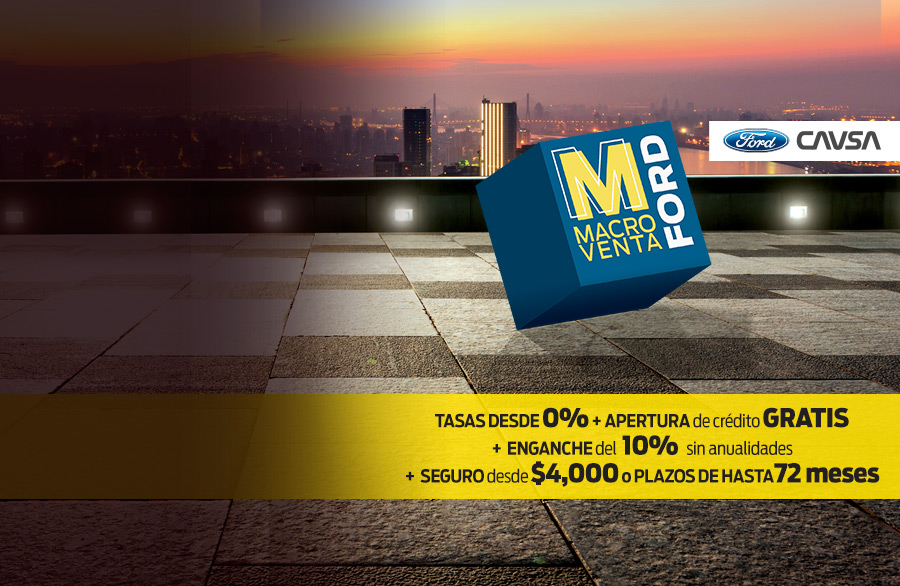 Ford CAVSA
M
MACRO
VENTA
FORD
TASAS DESDE 0% + APERTURA de crédito GRATIS
+ ENGANCHE del 10% sin anualidades
+ SEGURO desde $4,000 o PLAZOS DE HASTA 72 meses